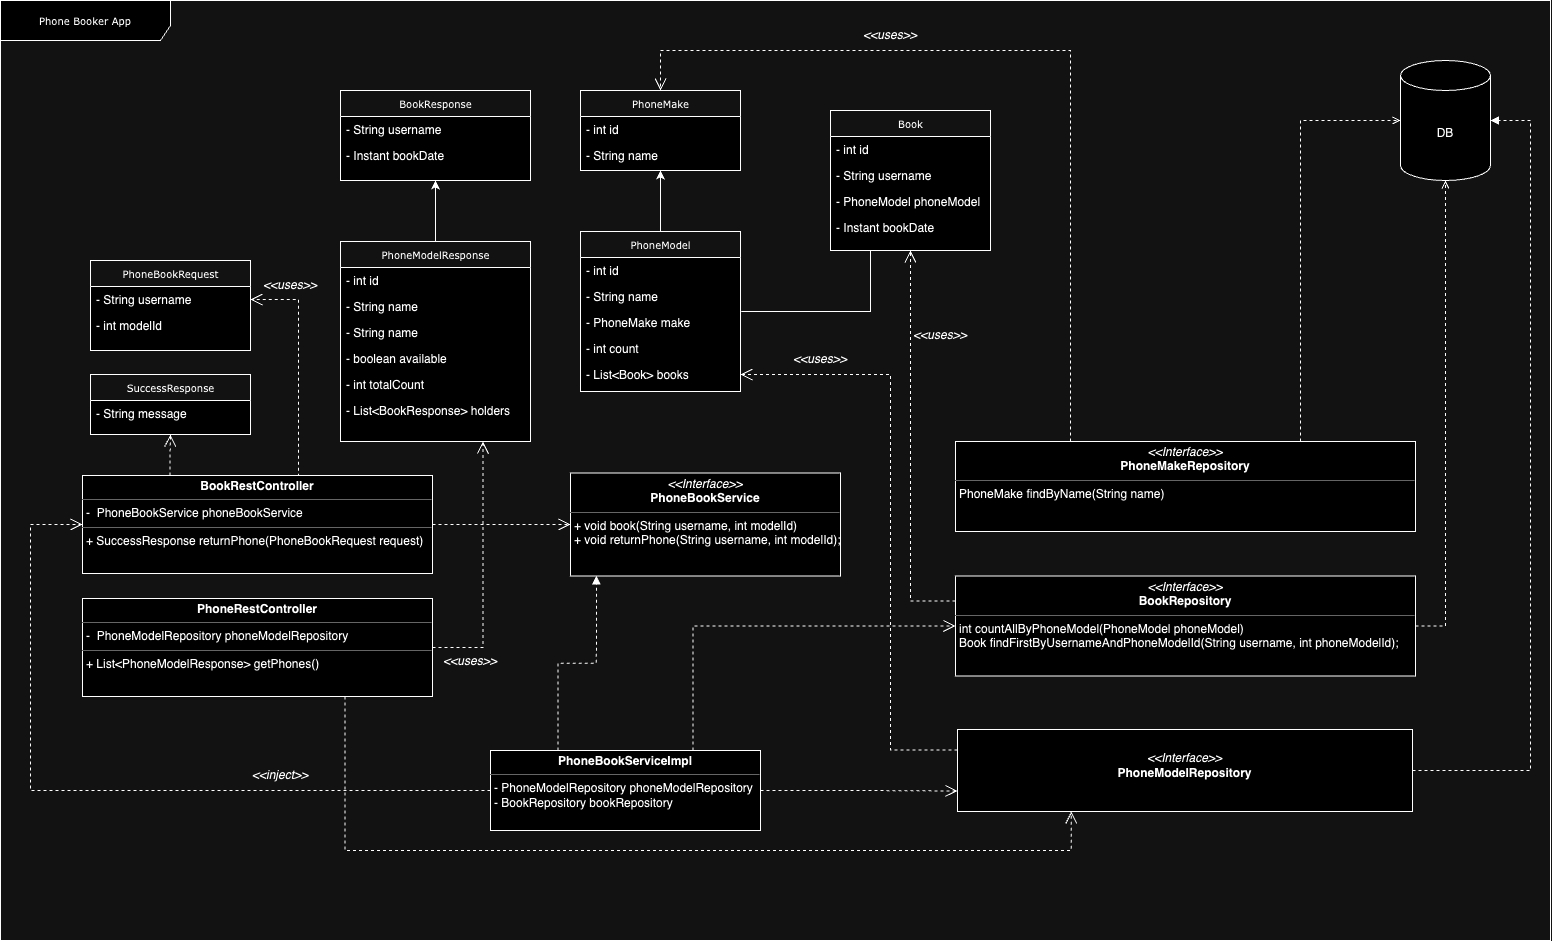 Phone Booker App
<<uses>>
BookResponse
- String username
- Instant bookDate
PhoneMake
- int id
- String name
Book
- int id
- String username
- PhoneModel phoneModel
- Instant bookDate
DB
PhoneBookRequest
- String username
- int modelId
<<uses>>
PhoneModelResponse
- int id
- String name
- String name
- boolean available
- int totalCount
- List<BookResponse> holders
PhoneModel
- int id
- String name
- PhoneMake make
- int count
- List<Book> books
<<uses>>
<<uses>>
SuccessResponse
- String message
BookRestController
- PhoneBookService phoneBookService
+ SuccessResponse returnPhone(PhoneBookRequest request)
<<Interface>>
PhoneBookService
+ void book(String username, int modelId)
+ void returnPhone(String username, int modelId);
<<Interface>>
PhoneMakeRepository
PhoneMake findByName(String name)
PhoneRestController
- PhoneModelRepository phoneModelRepository
+ List<PhoneModelResponse> getPhones()
<<uses>>
<<Interface>>
BookRepository
int countAllByPhoneModel(PhoneModel phoneModel)
Book findFirstByUsernameAndPhoneModelId(String username, int phoneModelId);
<<inject>>
PhoneBookServiceImpl
- PhoneModelRepository phoneModelRepository
- BookRepository bookRepository
<<Interface>>
PhoneModelRepository